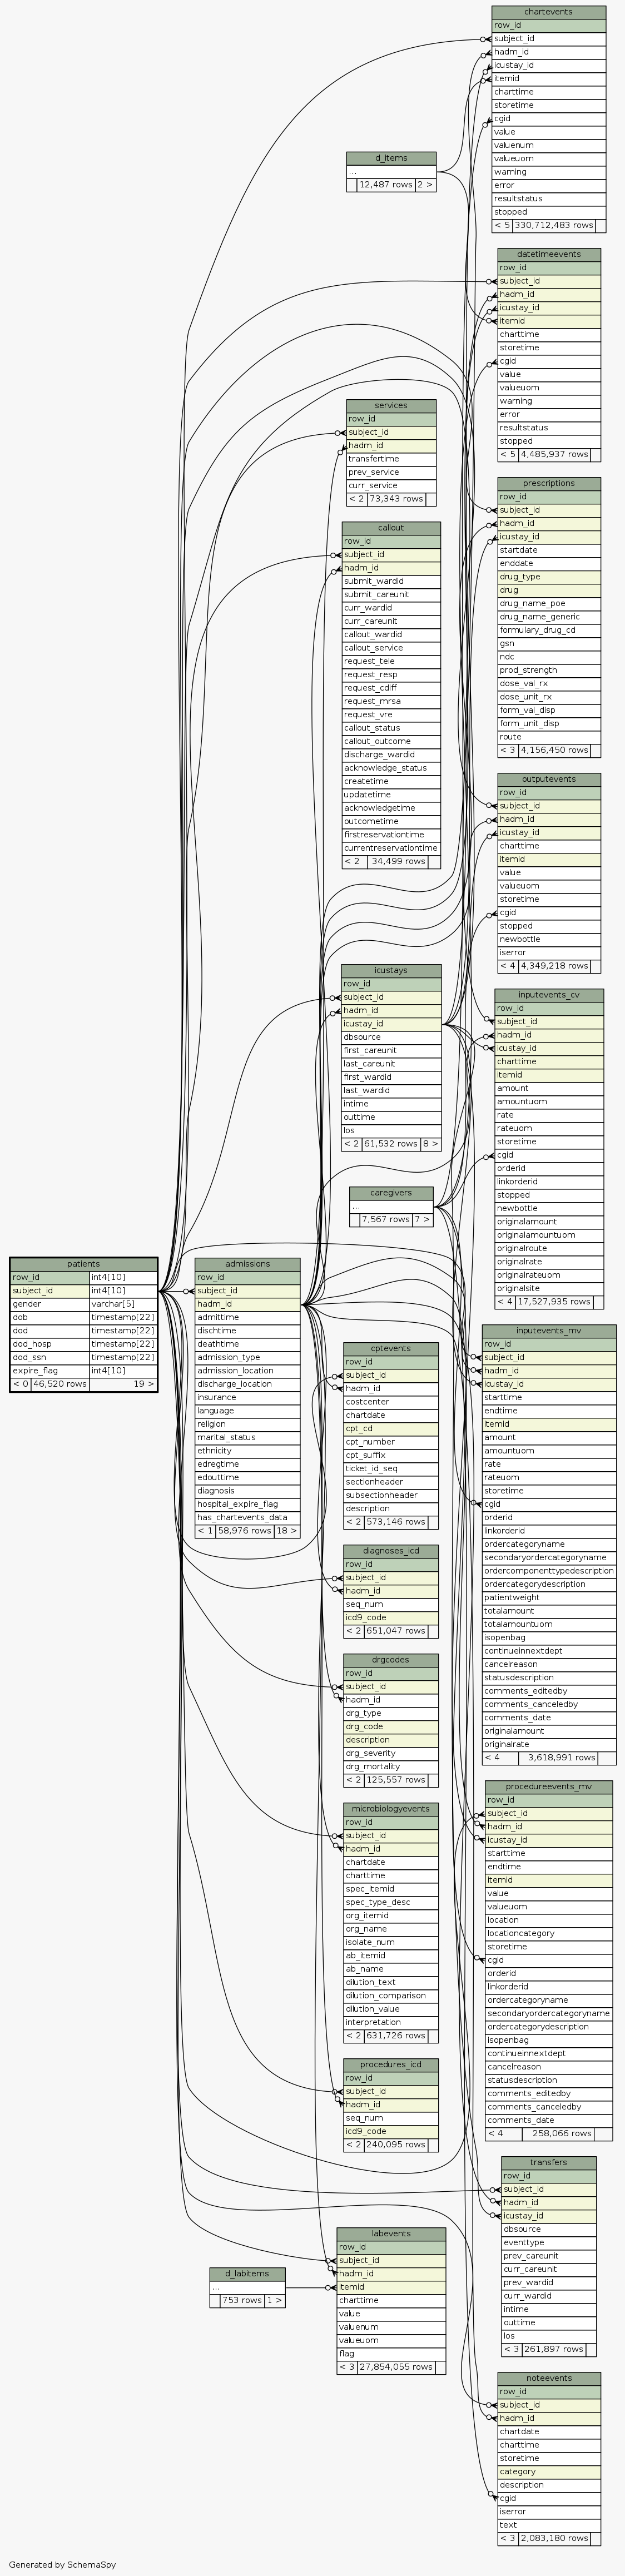 chartevents
row_id
subject_id
hadm_id
icustay_id
itemid
charttime
storetime
cgid
value
valuenum
valueuom
warning
error
resultstatus
stopped
< 5 330,712,483 rows
d_items
...
12,487 rows 2 >
datetimeevents
row_id
subject_id
hadm_id
icustay_id
itemid
charttime
storetime
cgid
value
valueuom
warning
error
resultstatus
stopped
< 5 4,485,937 rows
services
row_id
subject_id
hadm_id
transfertime
prev_service
curr_service
< 2 73,343 rows
prescriptions
row_id
subject_id
hadm_id
icustay_id
startdate
enddate
drug_type
drug
drug_name_poe
drug_name_generic
formulary_drug_cd
gsn
ndc
prod_strength
dose_val_rx
dose_unit_rx
form_val_disp
form_unit_disp
route
< 3 4,156,450 rows
callout
row_id
subject_id
hadm_id
submit_wardid
submit_careunit
curr_wardid
curr_careunit
callout_wardid
callout_service
request_tele
request_resp
request_cdiff
request_mrsa
request_vre
callout_status
callout_outcome
discharge_wardid
acknowledge_status
createtime
updatetime
acknowledgetime
outcometime
firstreservationtime
currentreservationtime
< 2 34,499 rows
outputevents
row_id
subject_id
hadm_id
icustay_id
charttime
itemid
value
valueuom
storetime
cgid
stopped
newbottle
iserror
< 4 4,349,218 rows
icustays
row_id
subject_id
hadm_id
icustay_id
dbsource
first_careunit
last_careunit
first_wardid
last_wardid
intime
outtime
los
< 2 61,532 rows 8 >
inputevents_cv
row_id
subject_id
hadm_id
icustay_id
charttime
itemid
amount
amountuom
rate
rateuom
storetime
cgid
orderid
linkorderid
stopped
newbottle
originalamount
originalamountuom
originalroute
originalrate
originalrateuom
originalsite
< 4 17,527,935 rows
caregivers
...
7,567 rows 7 >
patients
row_id int4[10]
subject_id int4[10]
gender varchar[5]
dob timestamp[22]
dod timestamp[22]
dod_hosp timestamp[22]
dod_ssn timestamp[22]
expire_flag int4[10]
< 0 46,520 rows 19 >
admissions
row_id
subject_id
hadm_id
admittime
dischtime
deathtime
admission_type
admission_location
discharge_location
insurance
language
religion
marital_status
ethnicity
edregtime
edouttime
diagnosis
hospital_expire_flag
has_chartevents_data
< 1 58,976 rows 18 >
inputevents_mv
row_id
subject_id
hadm_id
icustay_id
starttime
endtime
itemid
amount
amountuom
rate
rateuom
storetime
cgid
orderid
linkorderid
ordercategoryname
secondaryordercategoryname
ordercomponenttypedescription
ordercategorydescription
patientweight
totalamount
totalamountuom
isopenbag
continueinnextdept
cancelreason
statusdescription
comments_editedby
comments_canceledby
comments_date
originalamount
originalrate
< 4 3,618,991 rows
cptevents
row_id
subject_id
hadm_id
costcenter
chartdate
cpt_cd
cpt_number
cpt_suffix
ticket_id_seq
sectionheader
subsectionheader
description
< 2 573,146 rows
diagnoses_icd
row_id
subject_id
hadm_id
seq_num
icd9_code
< 2 651,047 rows
drgcodes
row_id
subject_id
hadm_id
drg_type
drg_code
description
drg_severity
drg_mortality
< 2 125,557 rows
procedureevents_mv
row_id
subject_id
hadm_id
icustay_id
starttime
endtime
itemid
value
valueuom
location
locationcategory
storetime
cgid
orderid
linkorderid
ordercategoryname
secondaryordercategoryname
ordercategorydescription
isopenbag
continueinnextdept
cancelreason
statusdescription
comments_editedby
comments_canceledby
comments_date
< 4 258,066 rows
microbiologyevents
row_id
subject_id
hadm_id
chartdate
charttime
spec_itemid
spec_type_desc
org_itemid
org_name
isolate_num
ab_itemid
ab_name
dilution_text
dilution_comparison
dilution_value
interpretation
< 2 631,726 rows
procedures_icd
row_id
subject_id
hadm_id
seq_num
icd9_code
< 2 240,095 rows
transfers
row_id
subject_id
hadm_id
icustay_id
dbsource
eventtype
prev_careunit
curr_careunit
prev_wardid
curr_wardid
intime
outtime
los
< 3 261,897 rows
labevents
row_id
subject_id
hadm_id
itemid
charttime
value
valuenum
valueuom
flag
< 3 27,854,055 rows
d_labitems
...
753 rows 1 >
noteevents
row_id
subject_id
hadm_id
chartdate
charttime
storetime
category
description
cgid
iserror
text
< 3 2,083,180 rows
Generated by SchemaSpy